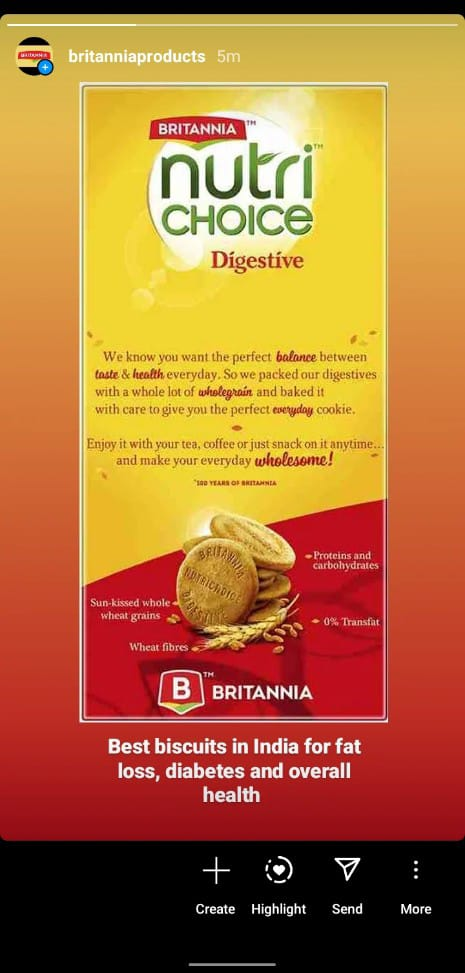 britanniaproducts 5m
BRITANNIA TM
nutri TM
CHOICE
Digestive
We know you want the perfect balance between
taste & health everyday. So we packed our digestives
with a whole lot of wholegrain and baked it
with care to give you the perfect everyday cookie.
Enjoy it with your tea, coffee or just snack on it anytime...
and make your everyday wholesome!
*100 YEARS OF BRITANNIA
BRITANNIA
NUTRICHOICE
DIGESTIVE
Proteins and
carbohydrates
Sun-kissed whole
wheat grains
0% Transfat
Wheat fibres
B TM BRITANNIA
Best biscuits in India for fat
loss, diabetes and overall
health
Create Highlight Send More